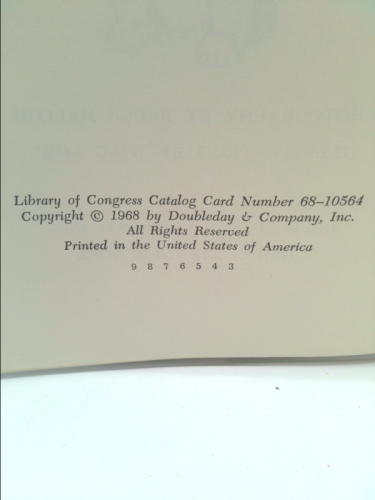 Library of Congress Catalog Card Number 68–10564
Copyright © 1968 by Doubleday & Company, Inc.
All Rights Reserved
Printed in the United States of America
9 8 7 6 5 4 3